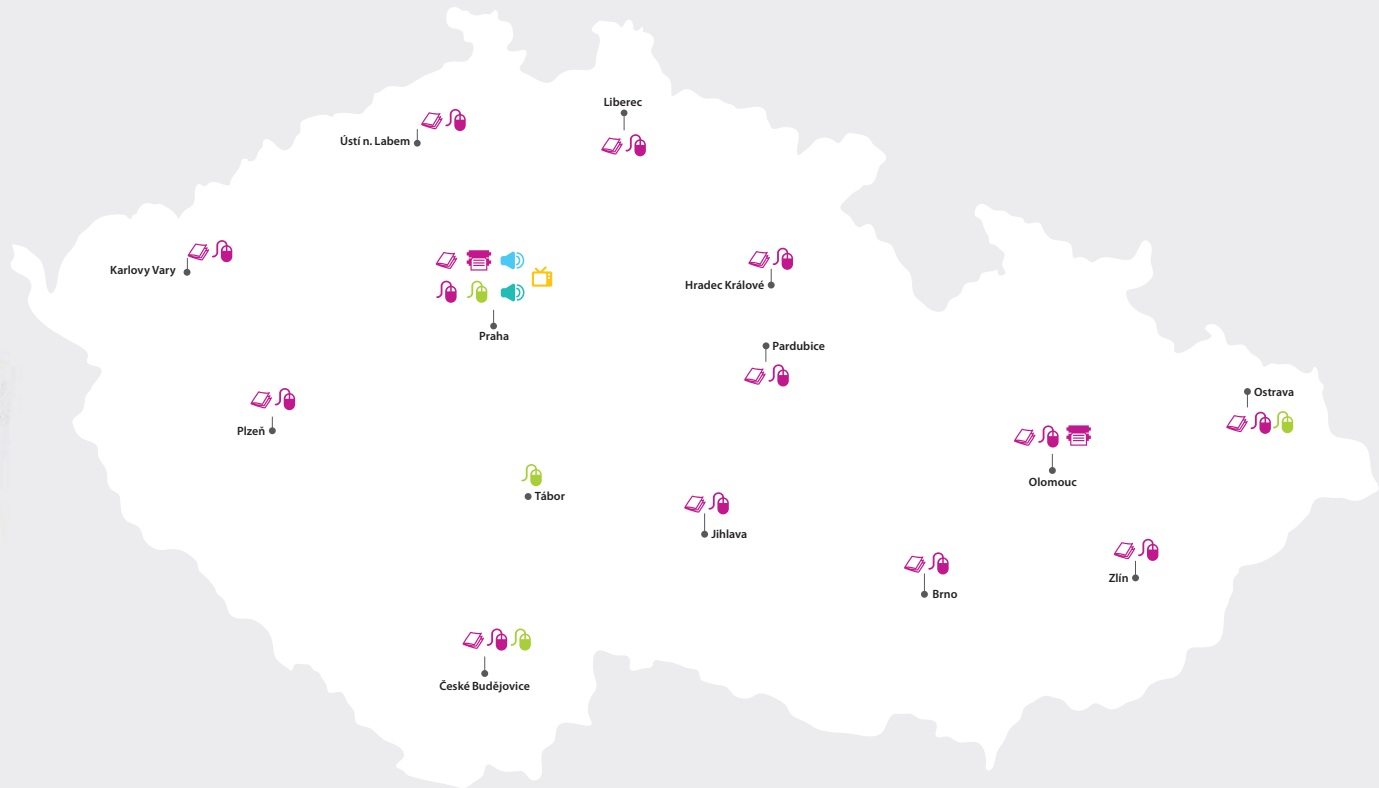 Liberec
Ústí n. Labem
Karlovy Vary
Hradec Králové
Praha
Pardubice
Ostrava
Plzeň
Olomouc
Tábor
Jihlava
Zlín
Brno
České Budějovice